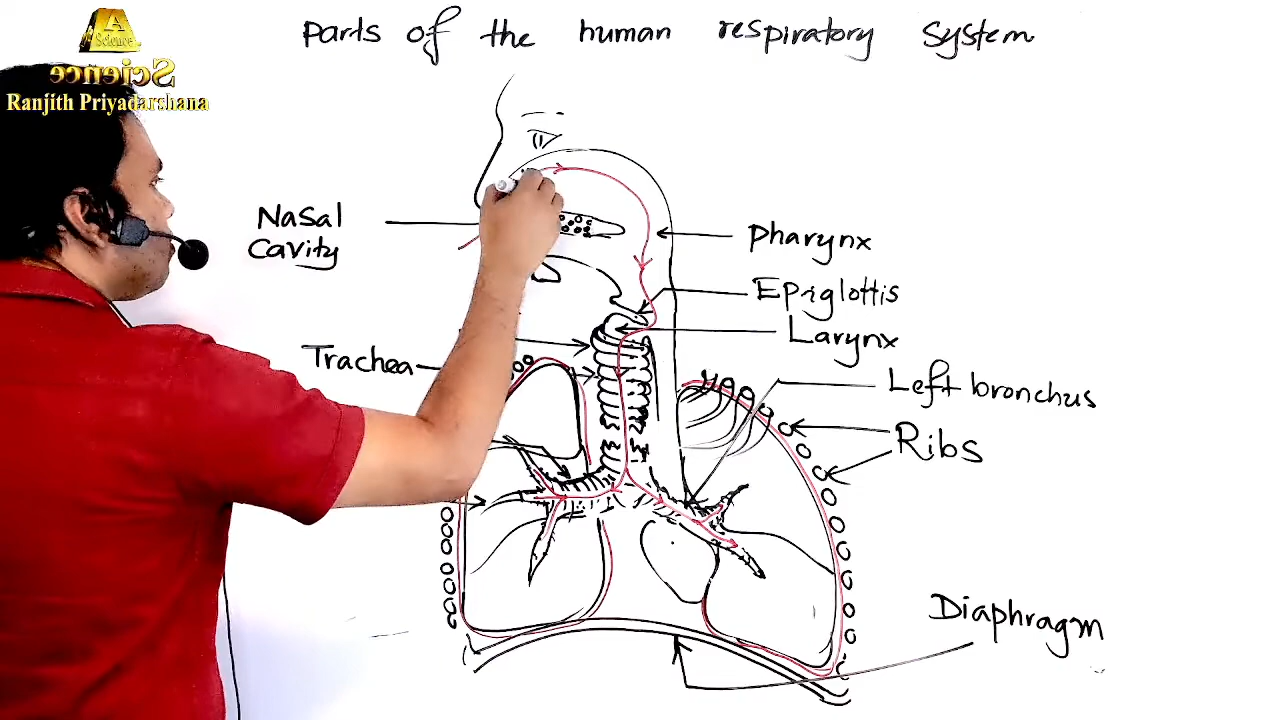 A
Science
Science
Ranjith Priyadarshana
Parts of the human respiratory system
Nasal
Cavity
Pharynx
Epiglottis
Larynx
Trachea
Left bronchus
Ribs
Diaphragm